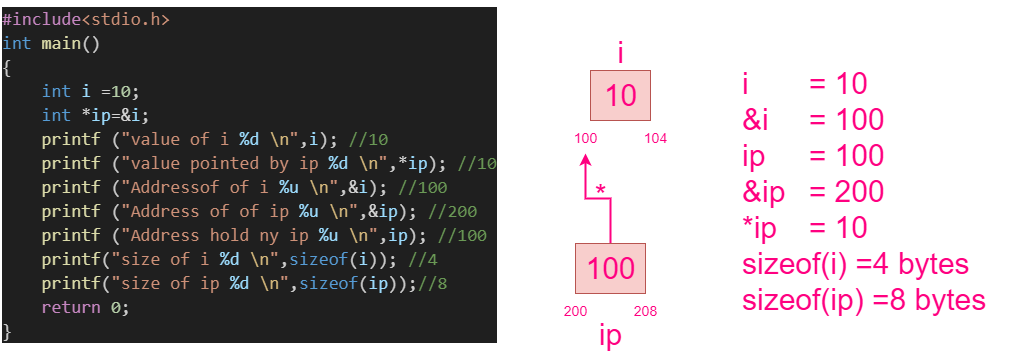 #include<stdio.h>
int main()
{
    int i =10;
    int *ip=&i;
    printf ("value of i %d \n",i); //10
    printf ("value pointed by ip %d \n",*ip); //10
    printf ("Addressof of i %u \n",&i); //100
    printf ("Address of of ip %u \n",&ip); //200
    printf ("Address hold ny ip %u \n",ip); //100
    printf("size of i %d \n",sizeof(i)); //4
    printf("size of ip %d \n",sizeof(ip));//8
    return 0;
}
i
10
100 104
*
100
200 208
ip
i = 10
&i = 100
ip = 100
&ip = 200
*ip = 10
sizeof(i) =4 bytes
sizeof(ip) =8 bytes